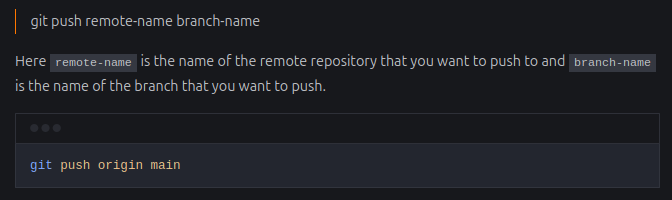 git push remote-name branch-name
Here remote-name is the name of the remote repository that you want to push to and branch-name
is the name of the branch that you want to push.
git push origin main